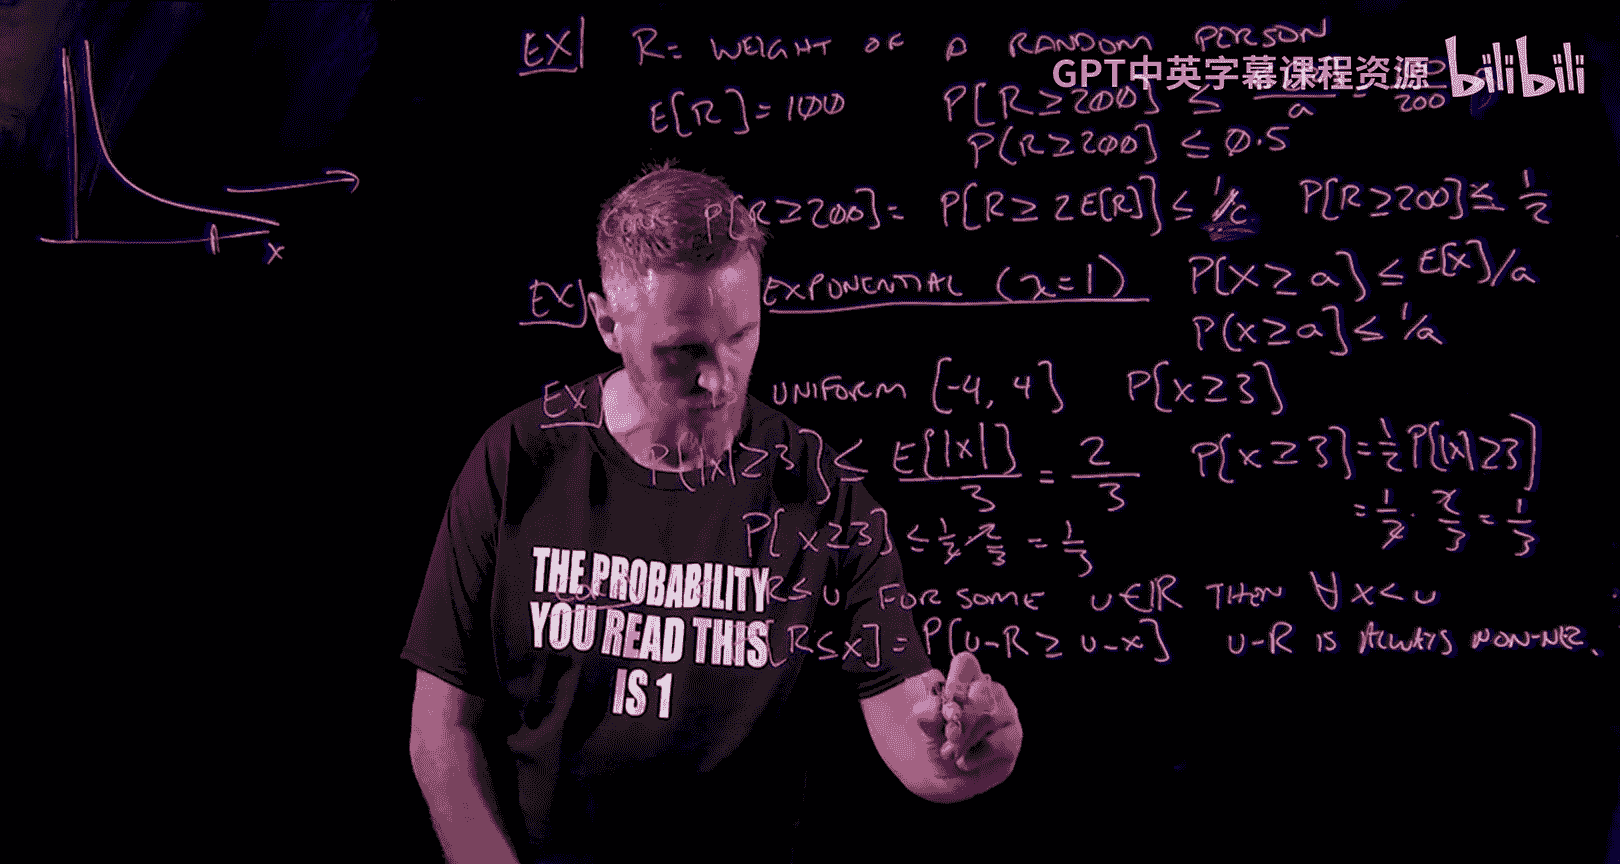 EX R = WEIGHT OF A RANDOM PERSON
GPT中英字幕课程资源 bilibili
E[R] = 100 P[R ≥ 200] ≤ /a 200
P(R ≥ 200] ≤ 0.5
CORR. P[R ≥ 200] = P[R ≥ 2E[R]] ≤ 1/c P[R ≥ 200] ≤ 1/2
x
EX EXPONENTIAL (λ=1) P[X ≥ a] ≤ E[X]/a
P(X ≥ a] ≤ 1/a
EX UNIFORM [-4, 4] P[X ≥ 3]
P[|X| ≥ 3] ≤ E[|X|]/3 = 2/3 P[X ≥ 3] = 1/2 P[|X| ≥ 3]
= 1/2 · 2/3 = 1/3
P[X ≥ 3] ≤ 1/2 · 2/3 = 1/3
R ≤ U FOR SOME U ∈ ℝ THEN ∀ x < U
[R ≤ x] = P[U-R ≥ U-x] U-R IS ALWAYS NON-NEG.
THE PROBABILITY
YOU READ THIS
IS 1